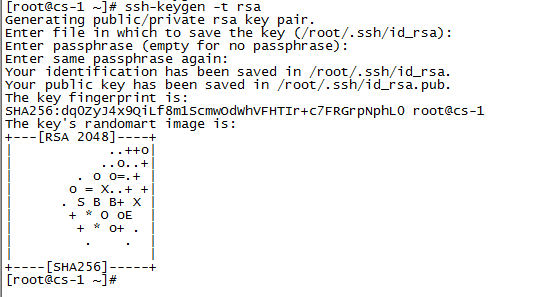 [root@cs-1 ~]# ssh-keygen -t rsa
Generating public/private rsa key pair.
Enter file in which to save the key (/root/.ssh/id_rsa):
Enter passphrase (empty for no passphrase):
Enter same passphrase again:
Your identification has been saved in /root/.ssh/id_rsa.
Your public key has been saved in /root/.ssh/id_rsa.pub.
The key fingerprint is:
SHA256:dqOZyJ4x9QiLf8m1ScmwOdWhVFHTIr+c7FRGrpNphL0 root@cs-1
The key's randomart image is:
+---[RSA 2048]----+
|             ..++o|
|            ..o..+|
|         . o o=.+ |
|        o = X..+ +|
|       . S B B+ X |
|        + * O oE  |
|         + * o+ . |
|          .    .  |
|                  |
+----[SHA256]-----+
[root@cs-1 ~]#